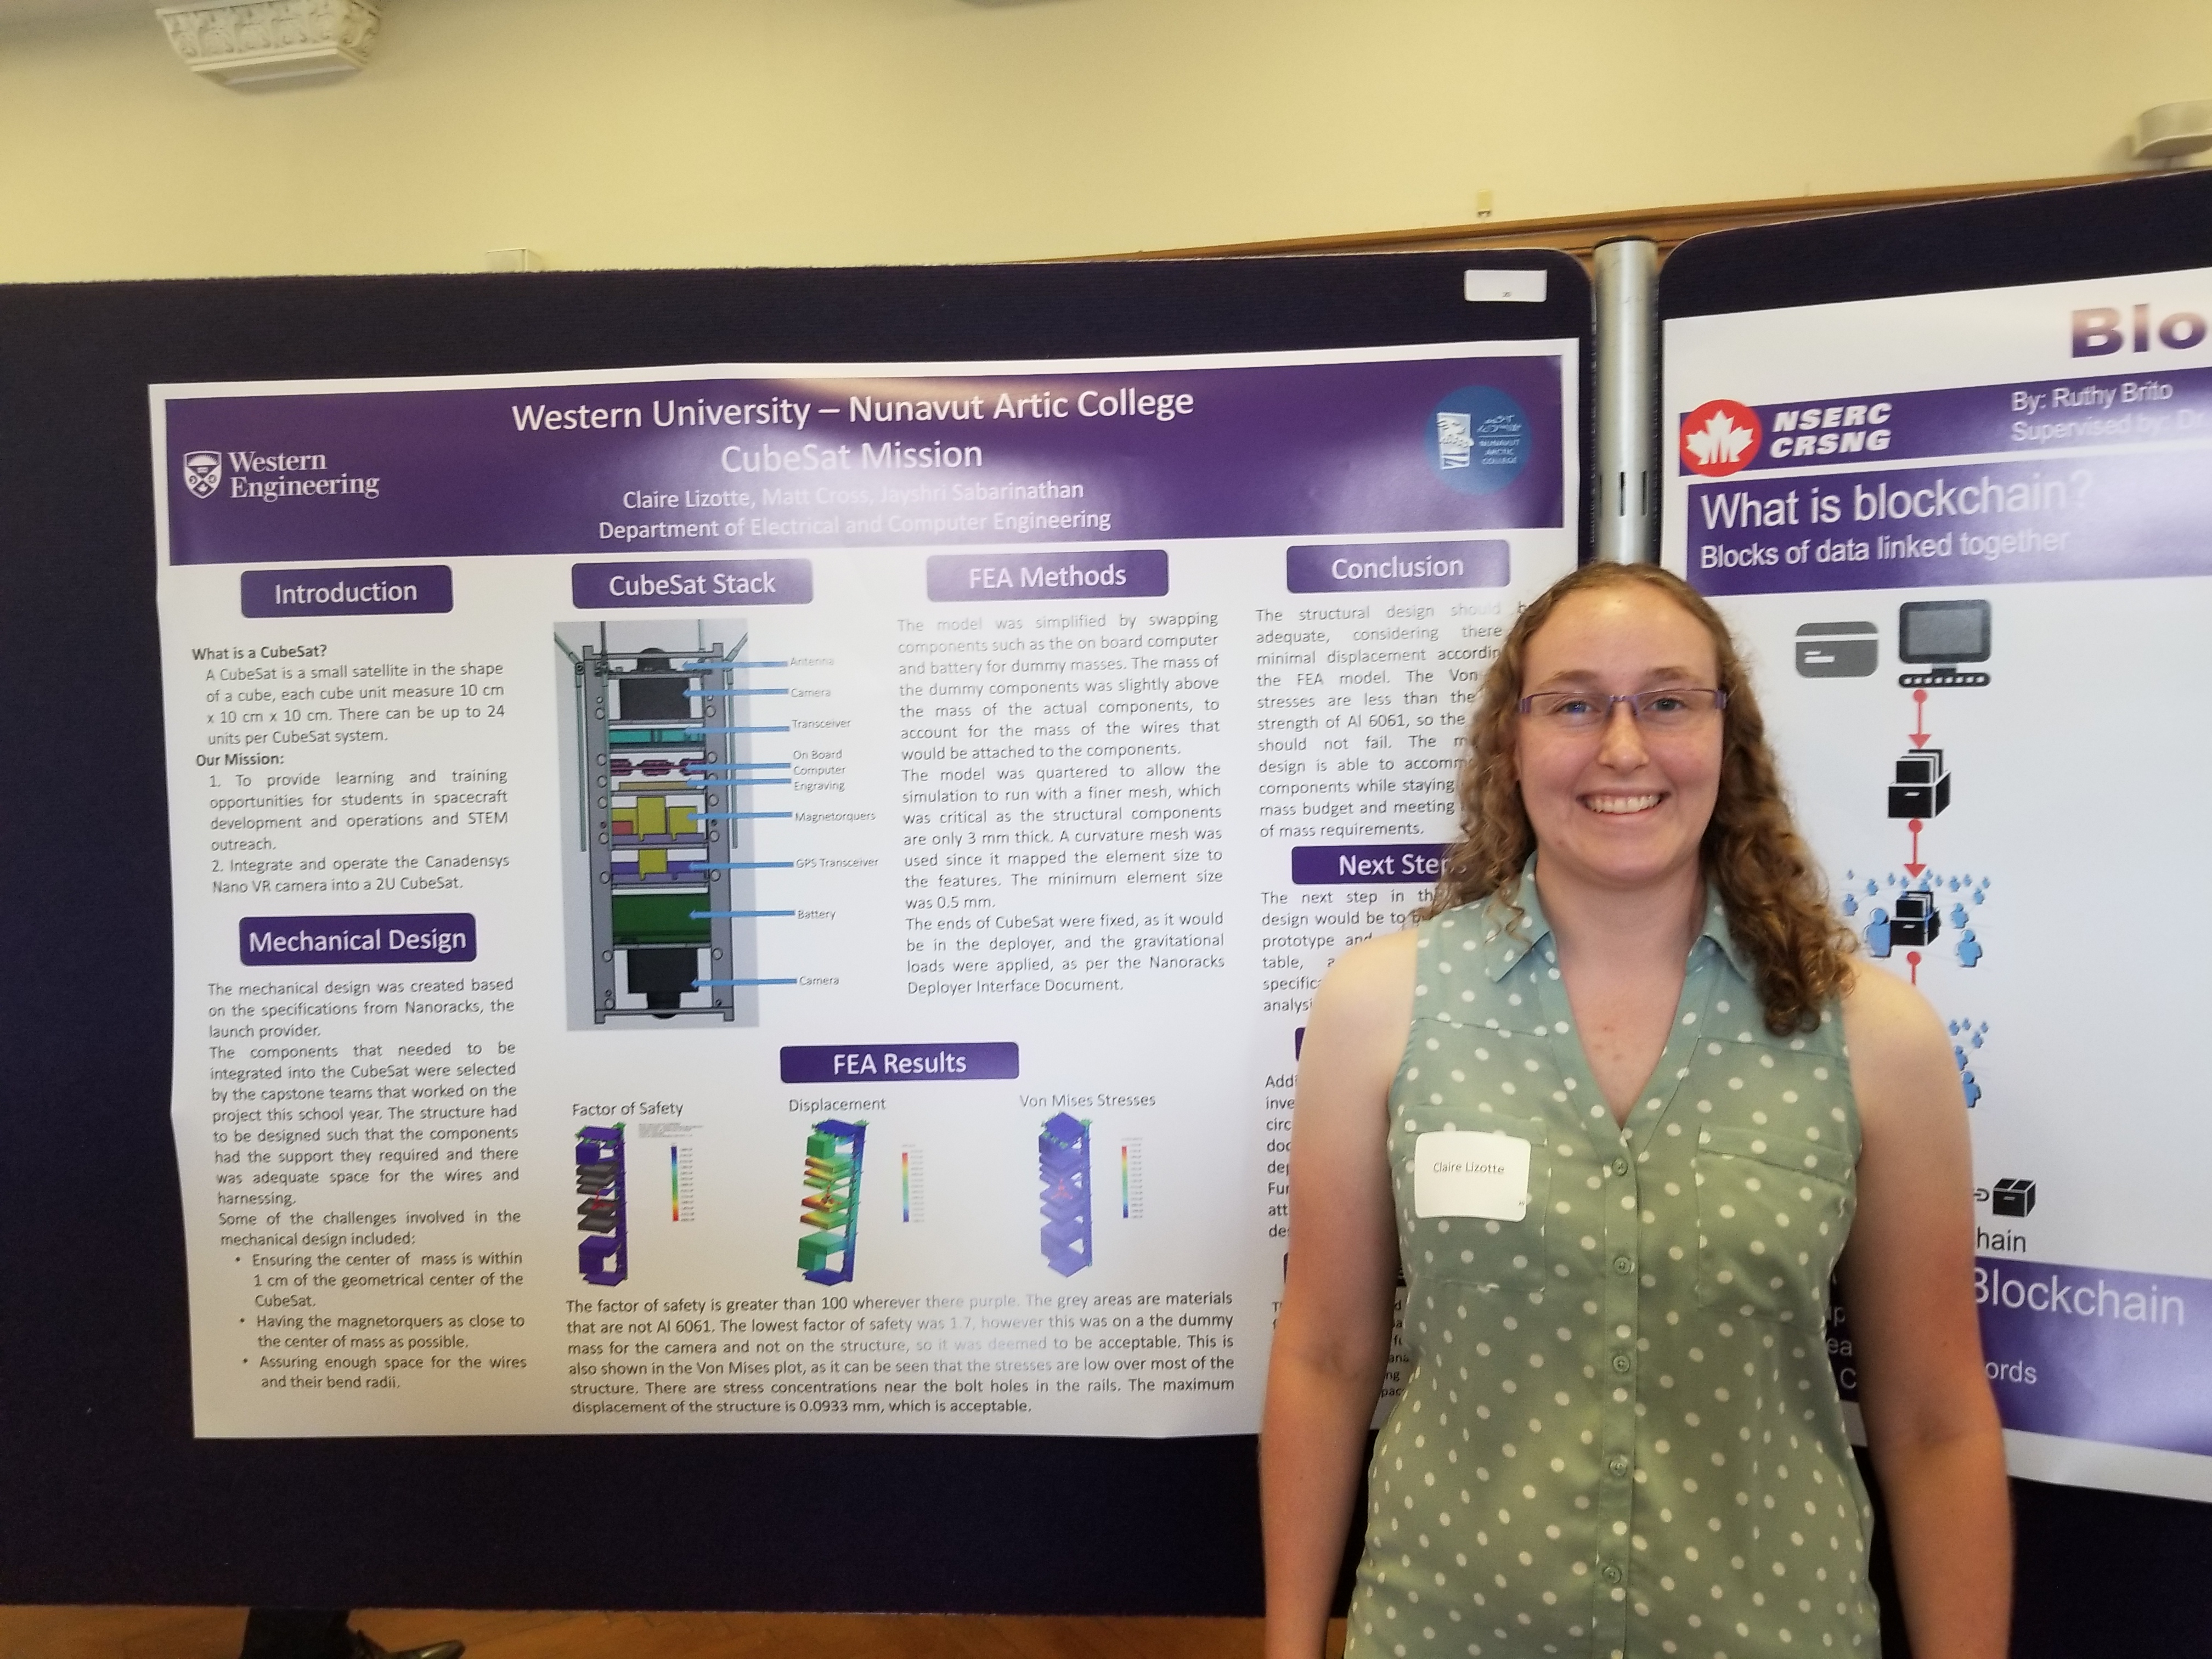 Western University – Nunavut Artic College
CubeSat Mission
Claire Lizotte, Matt Cross, Jayshri Sabarinathan
Department of Electrical and Computer Engineering
Western
Engineering
NUNAVUT
ARCTIC
COLLEGE
Introduction
What is a CubeSat?
A CubeSat is a small satellite in the shape
of a cube, each cube unit measure 10 cm
x 10 cm x 10 cm. There can be up to 24
units per CubeSat system.
Our Mission:
1. To provide learning and training
opportunities for students in spacecraft
development and operations and STEM
outreach.
2. Integrate and operate the Canadensys
Nano VR camera into a 2U CubeSat.
Mechanical Design
The mechanical design was created based
on the specifications from Nanoracks, the
launch provider.
The components that needed to be
integrated into the CubeSat were selected
by the capstone teams that worked on the
project this school year. The structure had
to be designed such that the components
had the support they required and there
was adequate space for the wires and
harnessing.
Some of the challenges involved in the
mechanical design included:
• Ensuring the center of mass is within
1 cm of the geometrical center of the
CubeSat.
• Having the magnetorquers as close to
the center of mass as possible.
• Assuring enough space for the wires
and their bend radii.
CubeSat Stack
Antenna
Camera
Transceiver
On Board
Computer
Engraving
Magnetorquers
GPS Transceiver
Battery
Camera
FEA Methods
The model was simplified by swapping
components such as the on board computer
and battery for dummy masses. The mass of
the dummy components was slightly above
the mass of the actual components, to
account for the mass of the wires that
would be attached to the components.
The model was quartered to allow the
simulation to run with a finer mesh, which
was critical as the structural components
are only 3 mm thick. A curvature mesh was
used since it mapped the element size to
the features. The minimum element size
was 0.5 mm.
The ends of CubeSat were fixed, as it would
be in the deployer, and the gravitational
loads were applied, as per the Nanoracks
Deployer Interface Document.
FEA Results
Factor of Safety
Displacement
Von Mises Stresses
The factor of safety is greater than 100 wherever there purple. The grey areas are materials
that are not Al 6061. The lowest factor of safety was 1.7, however this was on a the dummy
mass for the camera and not on the structure, so it was deemed to be acceptable. This is
also shown in the Von Mises plot, as it can be seen that the stresses are low over most of the
structure. There are stress concentrations near the bolt holes in the rails. The maximum
displacement of the structure is 0.0933 mm, which is acceptable.
Conclusion
The structural design should
adequate, considering there
minimal displacement
the FEA model. The Von
stresses are less than the
strength of Al 6061, so the
should not fail. The
design is able to
components while staying
mass budget and meeting
of mass requirements.
Next
The next step in
design would be to
prototype
table,
Claire Lizotte
Blo
NSERC
CRSNG
By: Ruthy Brito
Supervised by:
What is blockchain?
Blocks of data linked together
hain
Blockchain
ords